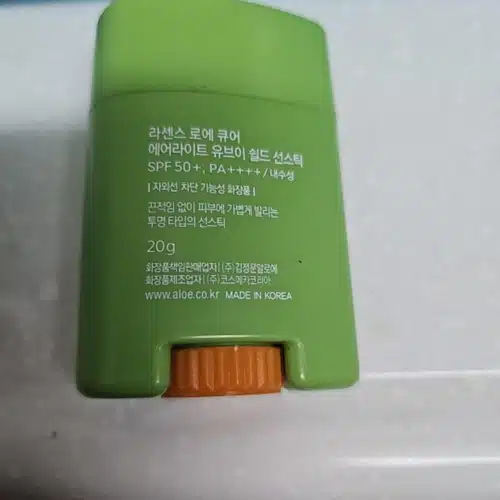 라센스 로에 큐어
에어라이트 유브이 쉴드 선스틱
SPF 50+, PA++++ / 내수성
| 자외선 차단 기능성 화장품 |
끈적임 없이 피부에 가볍게 발리는
투명 타입의 선스틱
20g
화장품책임판매업자 | (주)김정문알로에
화장품제조업자 | (주)코스메카코리아
www.aloe.co.kr MADE IN KOREA